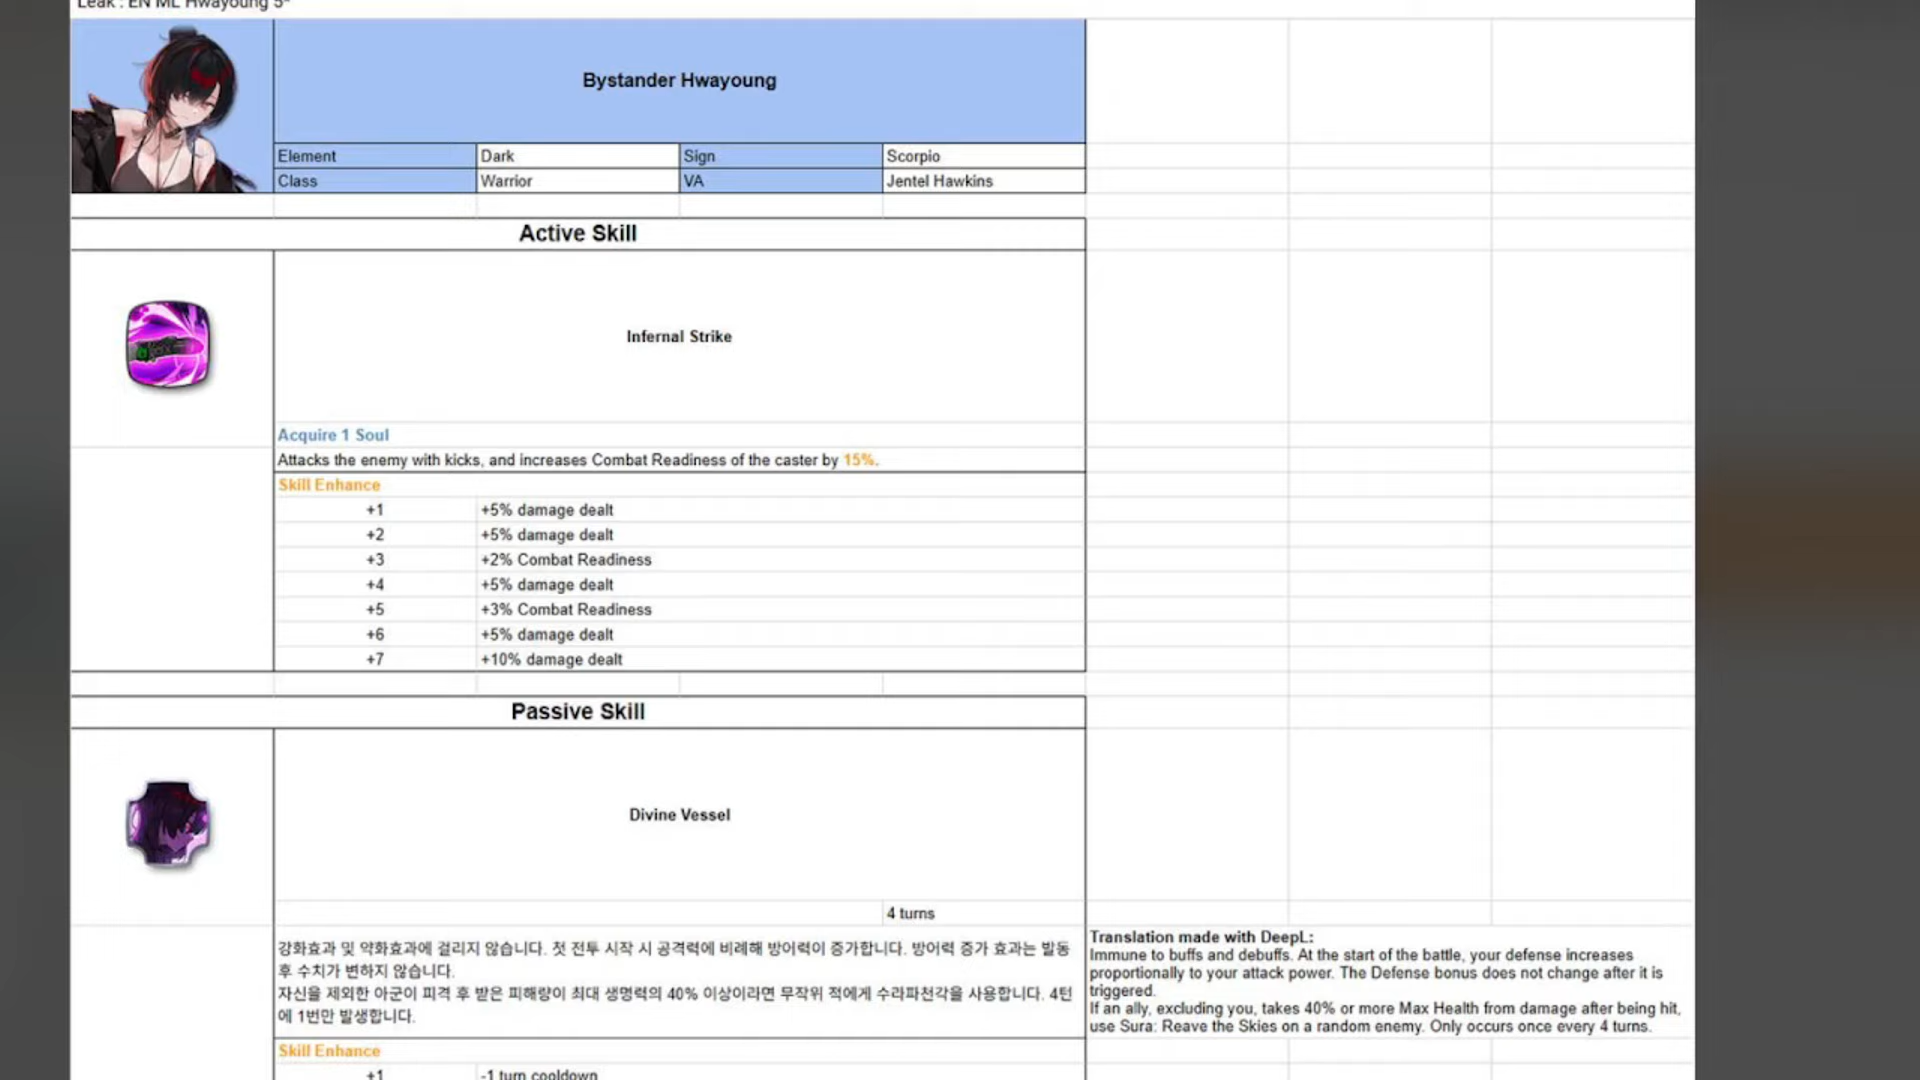 Leak : EN ML Hwayoung 5*
Bystander Hwayoung
Element Dark Sign Scorpio
Class Warrior VA Jentel Hawkins
Active Skill
Infernal Strike
Acquire 1 Soul
Attacks the enemy with kicks, and increases Combat Readiness of the caster by 15%.
Skill Enhance
+1 +5% damage dealt
+2 +5% damage dealt
+3 +2% Combat Readiness
+4 +5% damage dealt
+5 +3% Combat Readiness
+6 +5% damage dealt
+7 +10% damage dealt
Passive Skill
Divine Vessel
4 turns
강화효과 및 약화효과에 걸리지 않습니다. 첫 전투 시작 시 공격력에 비례해 방어력이 증가합니다. 방어력 증가 효과는 발동
후 수치가 변하지 않습니다.
자신을 제외한 아군이 피격 후 받은 피해량이 최대 생명력의 40% 이상이라면 무작위 적에게 수라파천각을 사용합니다. 4턴
에 1번만 발생합니다.
Translation made with DeepL:
Immune to buffs and debuffs. At the start of the battle, your defense increases
proportionally to your attack power. The Defense bonus does not change after it is
triggered.
If an ally, excluding you, takes 40% or more Max Health from damage after being hit,
use Sura: Reave the Skies on a random enemy. Only occurs once every 4 turns.
Skill Enhance
+1 -1 turn cooldown